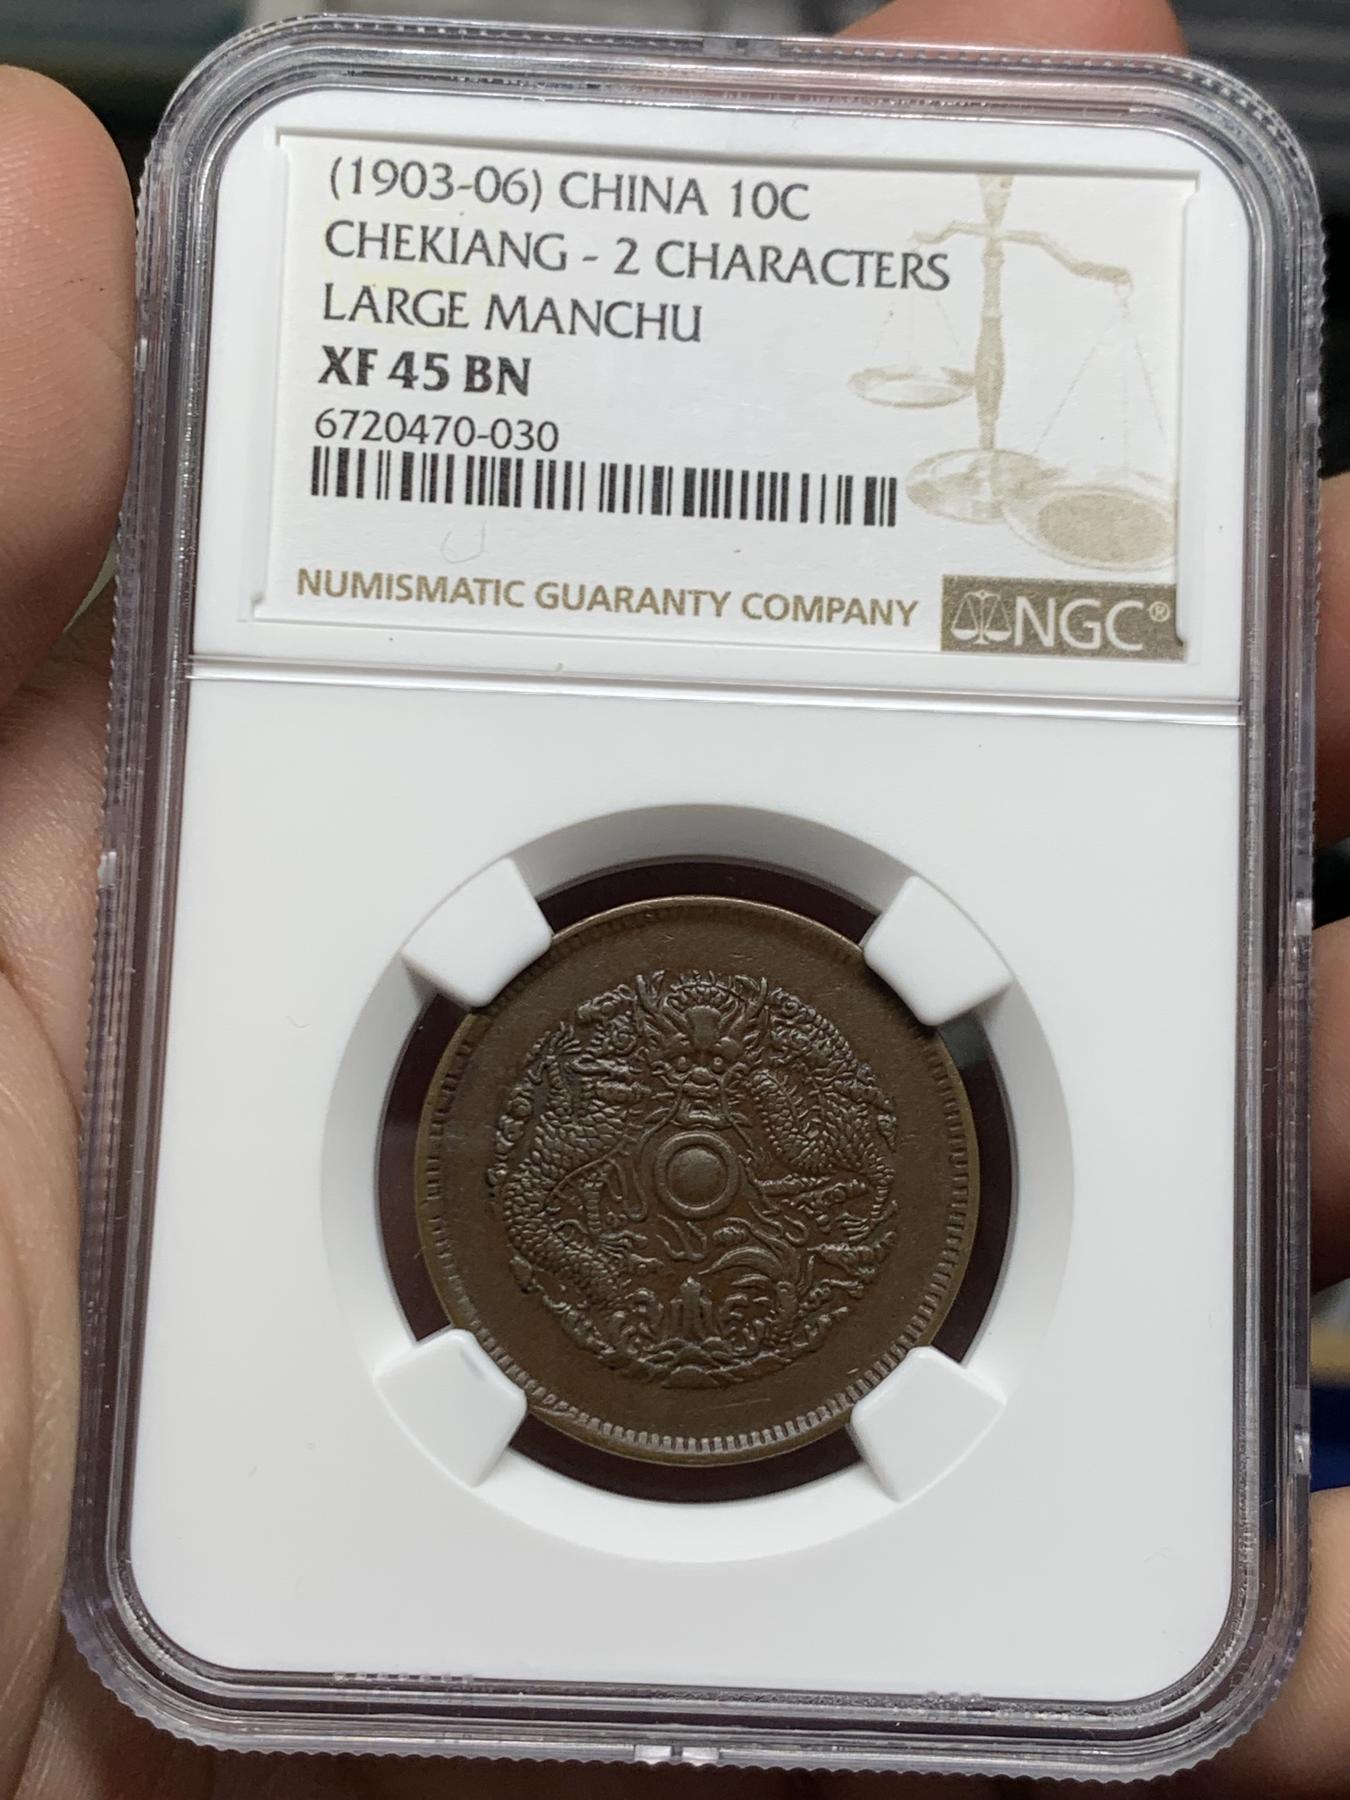 (1903-06) CHINA 10C
CHEKIANG - 2 CHARACTERS
LARGE MANCHU
XF 45 BN
6720470-030
NUMISMATIC GUARANTY COMPANY
NGC®